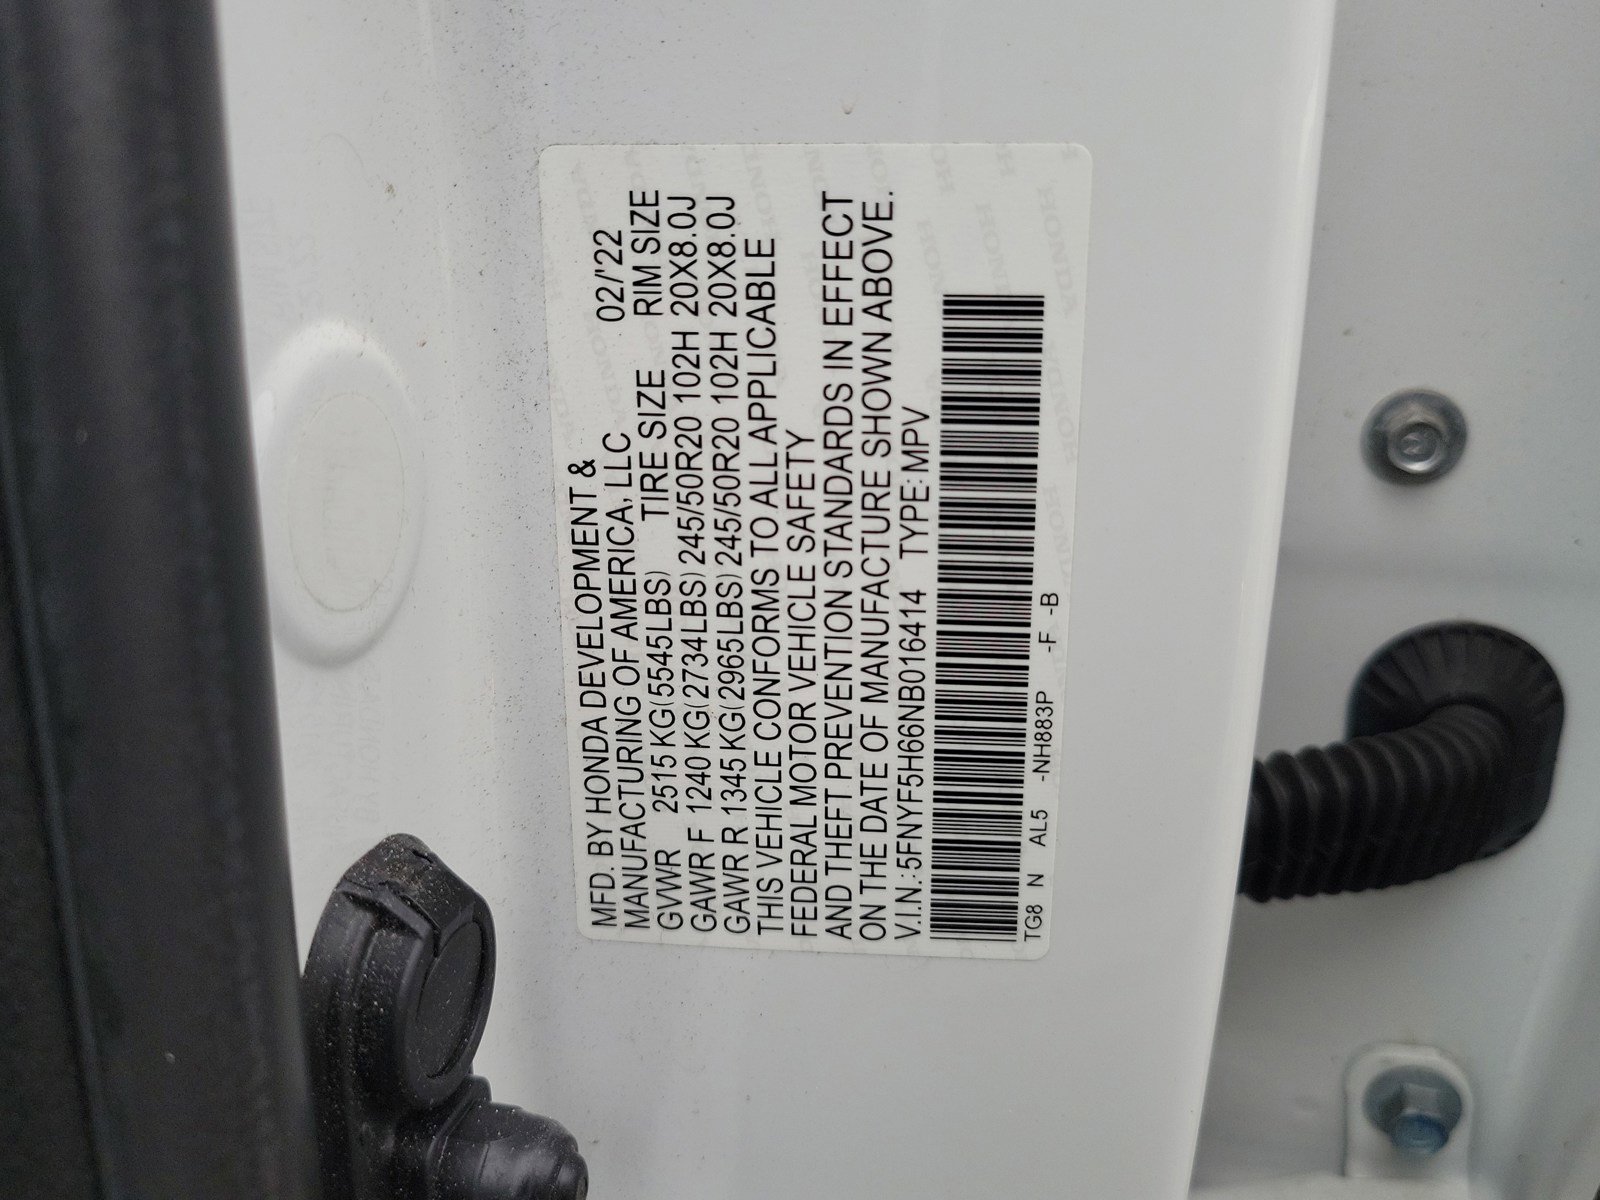 MFD. BY HONDA DEVELOPMENT &
MANUFACTURING OF AMERICA, LLC 02/'22
GVWR 2515 KG(5545LBS) TIRE SIZE RIM SIZE
GAWR F 1240 KG(2734LBS) 245/50R20 102H 20X8.0J
GAWR R 1345 KG(2965LBS) 245/50R20 102H 20X8.0J
THIS VEHICLE CONFORMS TO ALL APPLICABLE
FEDERAL MOTOR VEHICLE SAFETY
AND THEFT PREVENTION STANDARDS IN EFFECT
ON THE DATE OF MANUFACTURE SHOWN ABOVE.
V.I.N.:5FNYF5H66NB016414 TYPE:MPV
TG8 N AL5 -NH883P -F -B